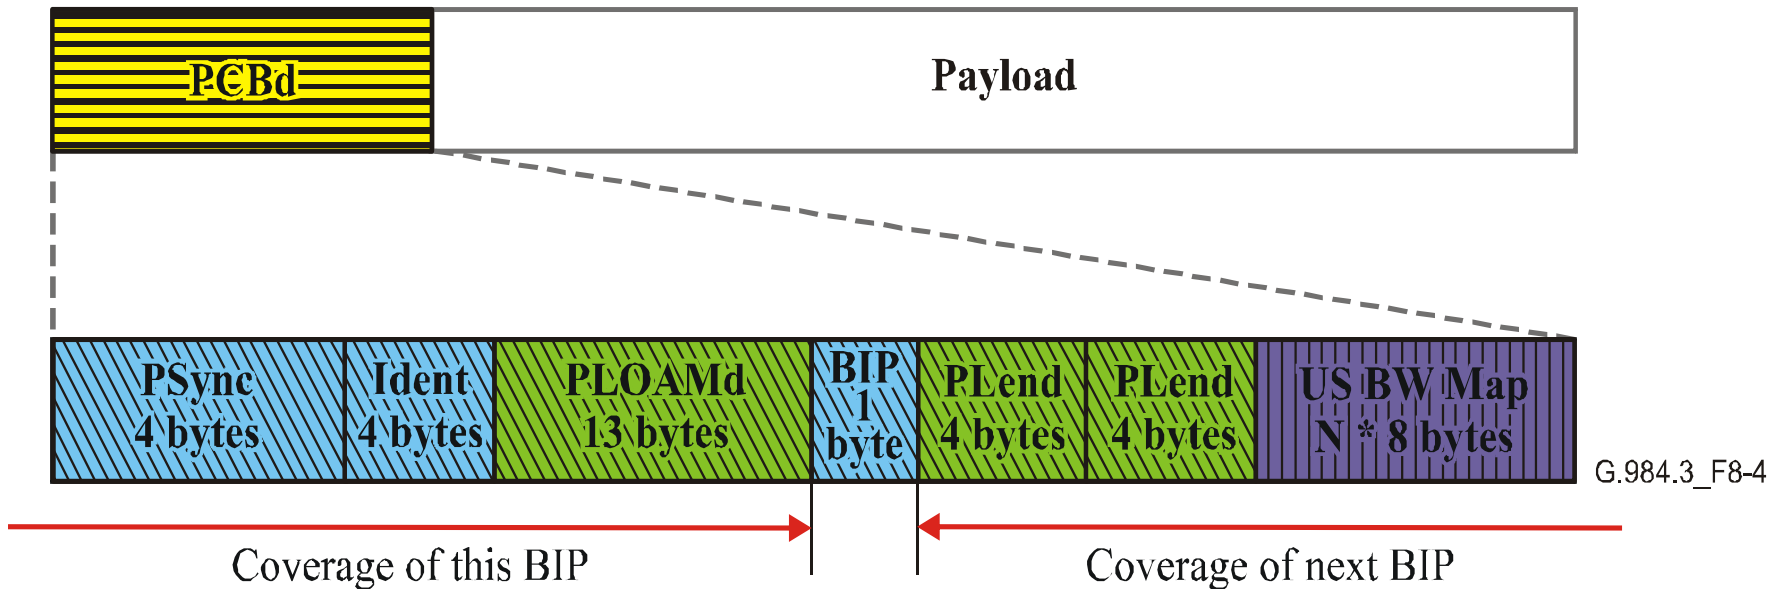 PCBd
Payload
PSync
4 bytes
Ident
4 bytes
PLOAMd
13 bytes
BIP
1
byte
PLend
4 bytes
PLend
4 bytes
US BW Map
N * 8 bytes
G.984.3_F8-4
Coverage of this BIP
Coverage of next BIP